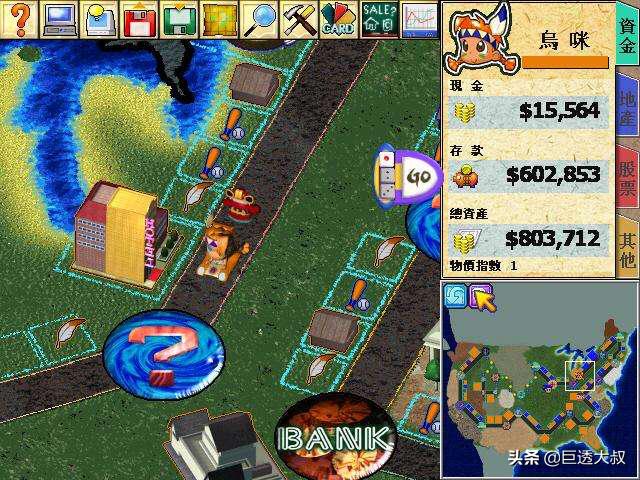 ?
CARD
SALE?
烏咪
現金
$15,564
存款
$602,853
總資產
$803,712
物價指數 1
資金
地產
股票
其他
GO
?
BANK
头条 @巨透大叔